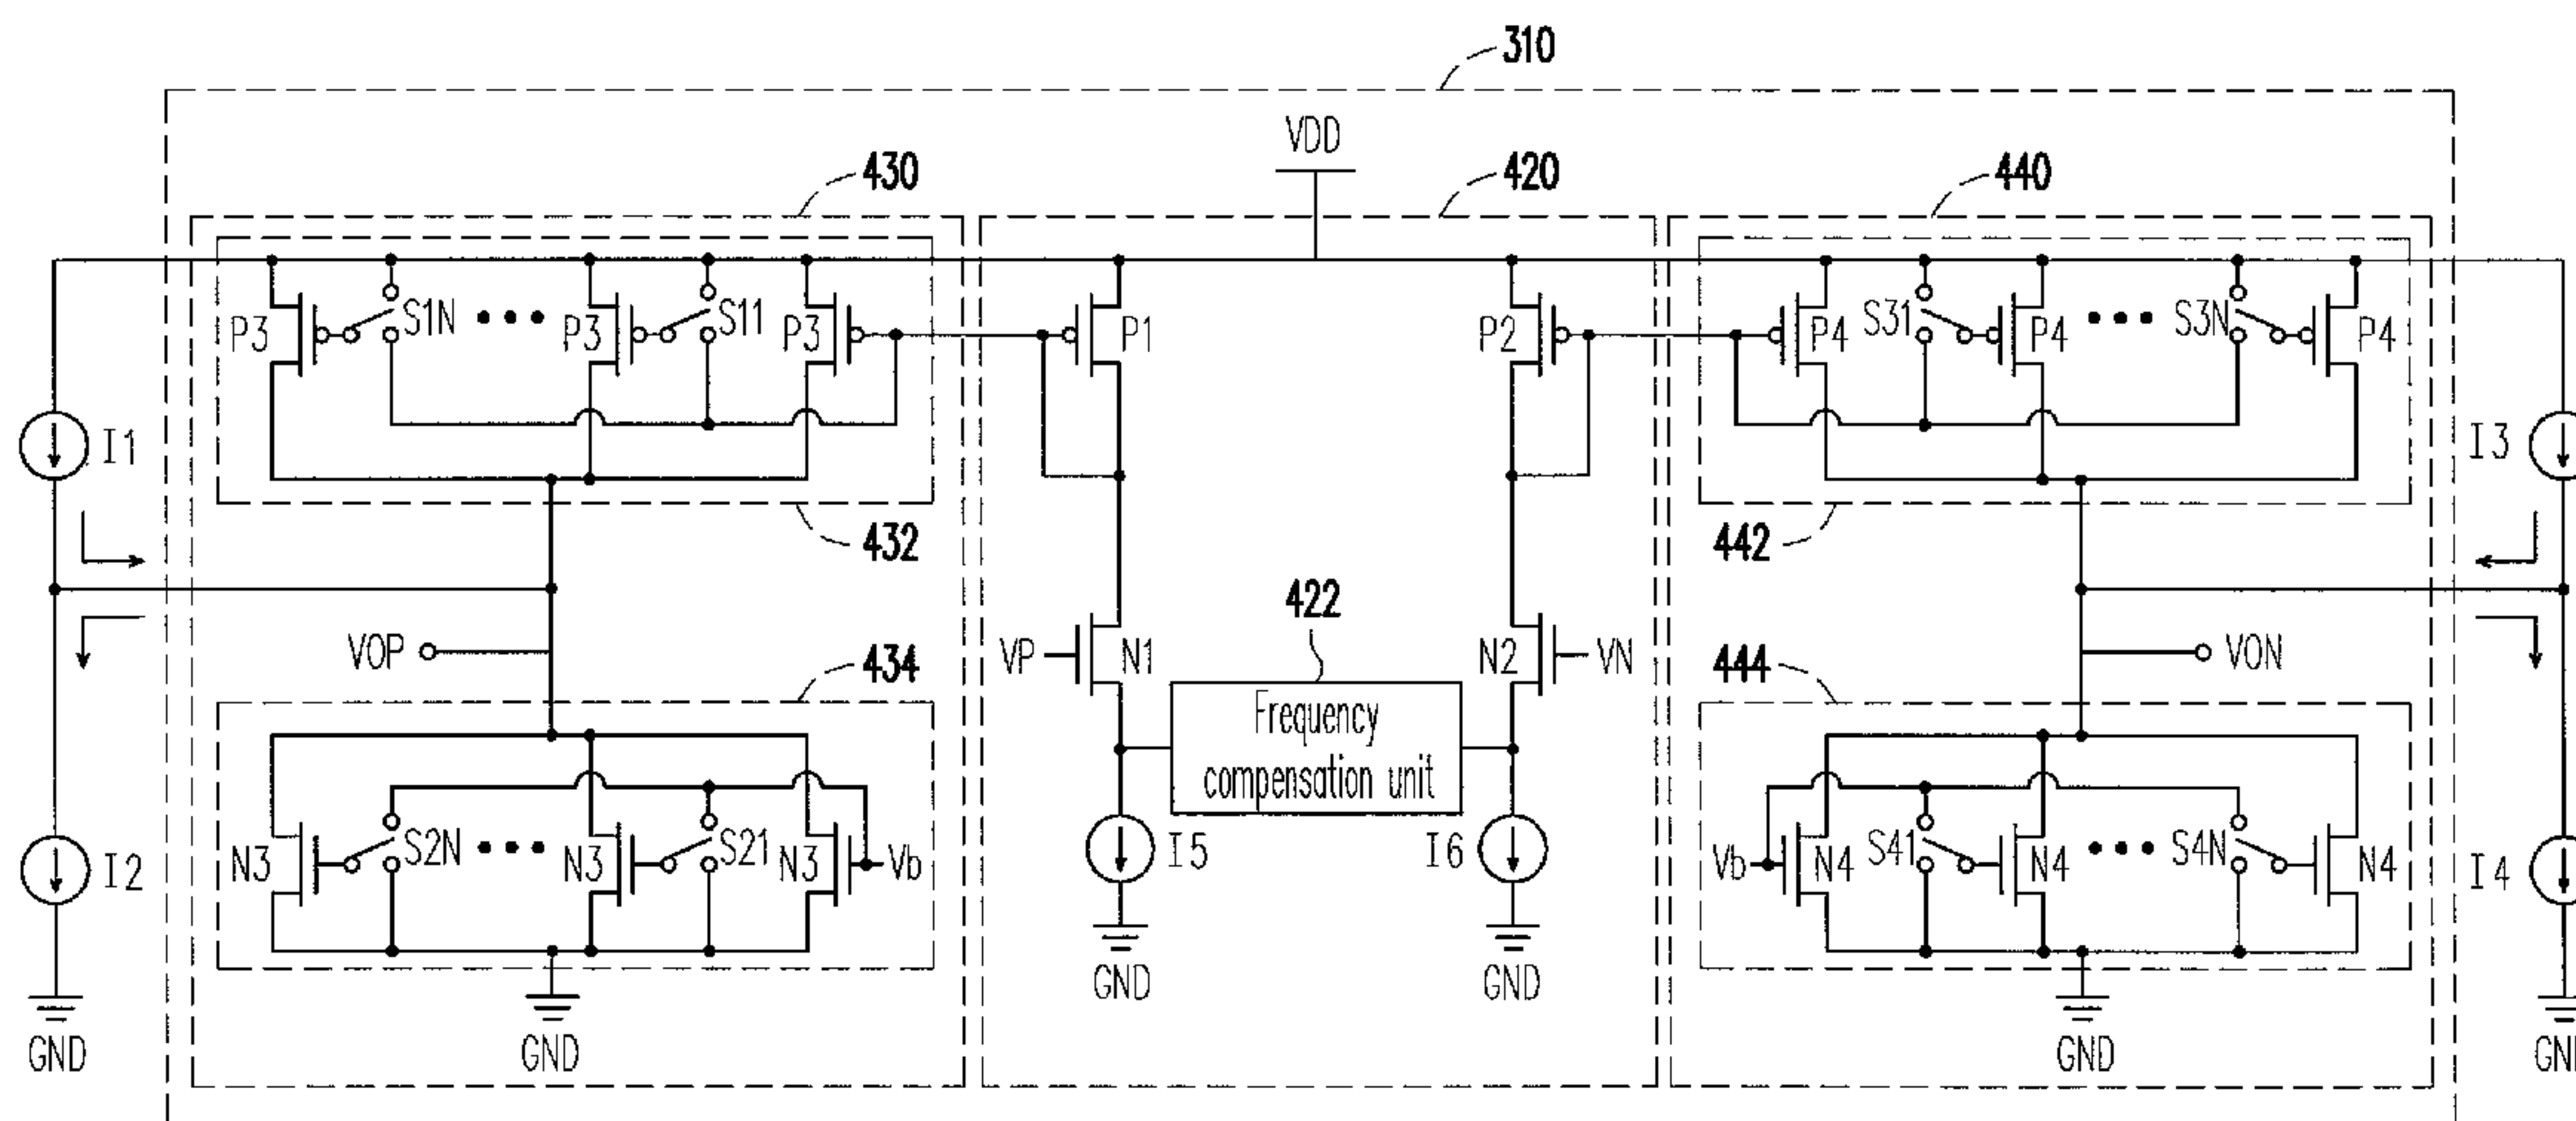 310
VDD
430
420
440
P3
S1N
P3
S11
P3
P1
P2
P4
S31
P4
S3N
P4
I1
I3
432
442
422
VOP
434
VP
N1
N2
VN
444
VON
Frequency
compensation unit
N3
S2N
N3
S21
N3
Vb
I2
I5
I6
Vb
N4
S41
N4
S4N
N4
I4
GND
GND
GND
GND
GND